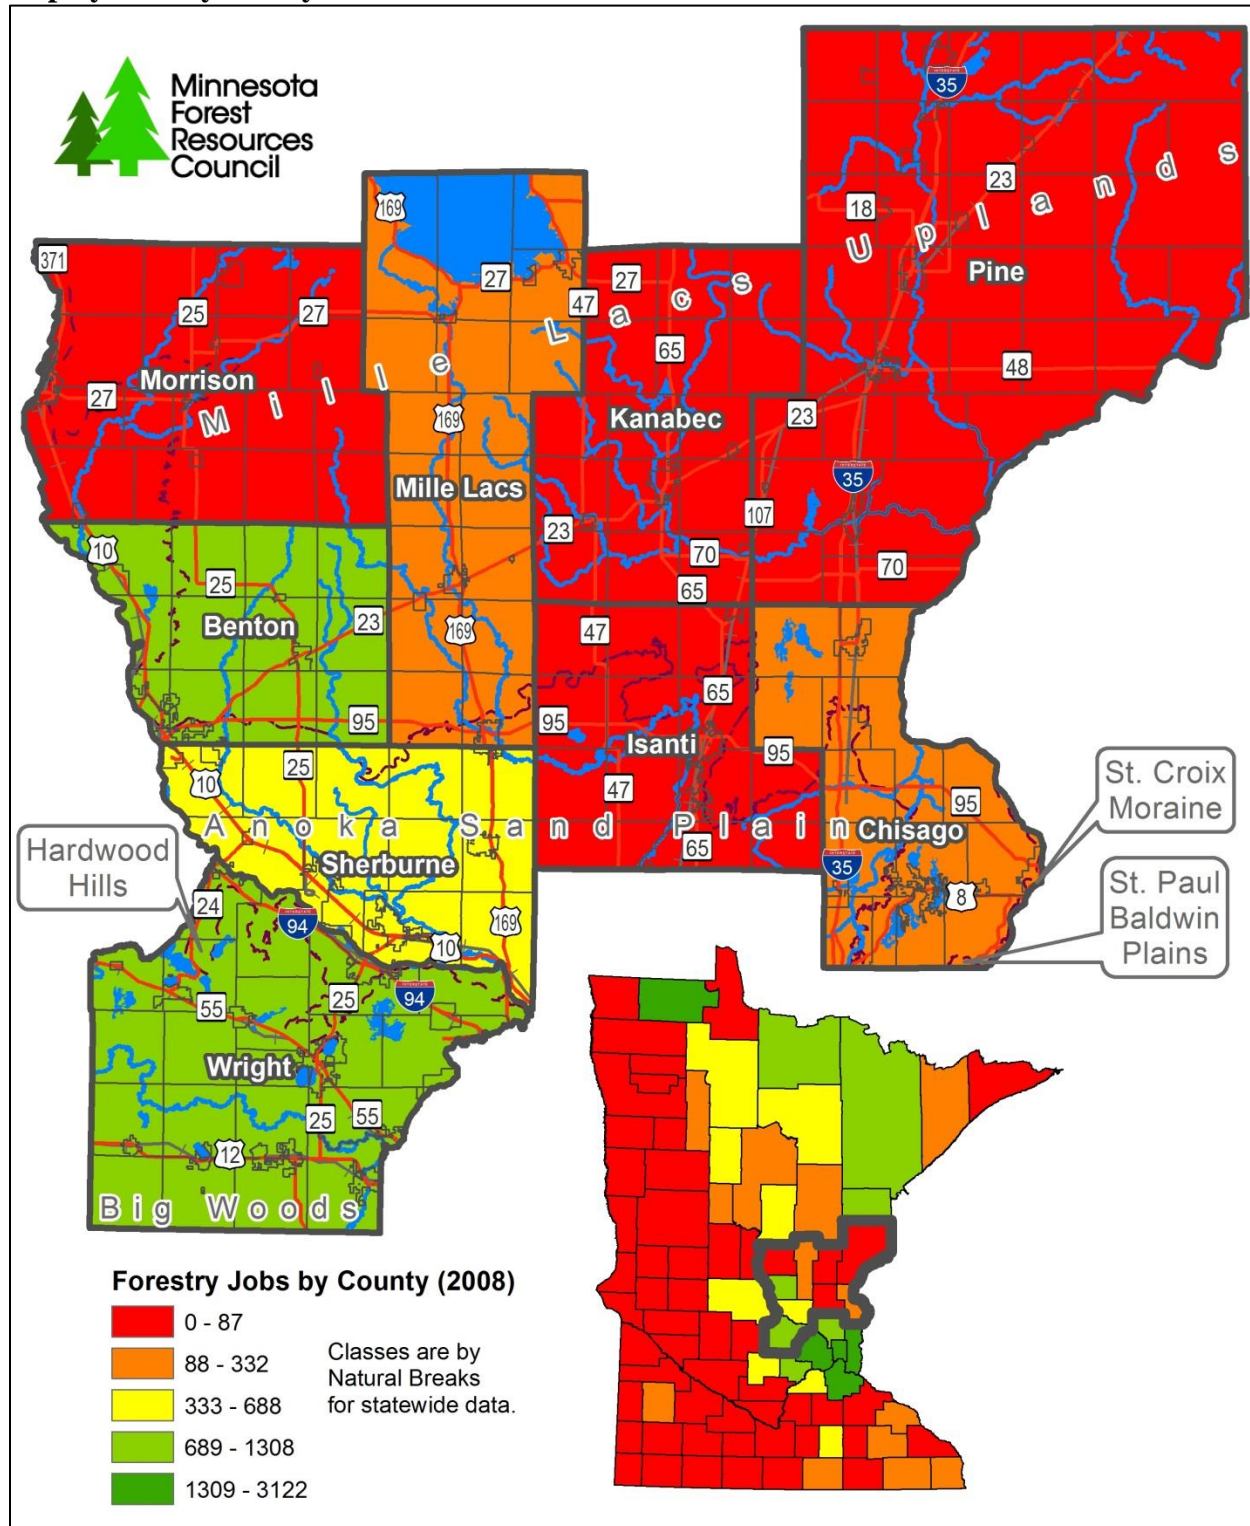 Minnesota
Forest
Resources
Council
35
169
18
23
Uplands
Pine
371
25
27
27
47
27
Lacs
65
48
Morrison
27
Mille
169
Kanabec
23
Mille Lacs
35
107
23
10
25
70
70
65
Benton
23
169
47
65
95
95
Isanti
95
10
25
47
95
St. Croix
Moraine
Anoka Sand Plain
Chisago
Hardwood
Hills
Sherburne
65
35
8
St. Paul
Baldwin
Plains
24
94
169
10
55
25
94
Wright
25
55
12
Big Woods
Forestry Jobs by County (2008)
0 - 87
88 - 332
333 - 688
689 - 1308
1309 - 3122
Classes are by
Natural Breaks
for statewide data.